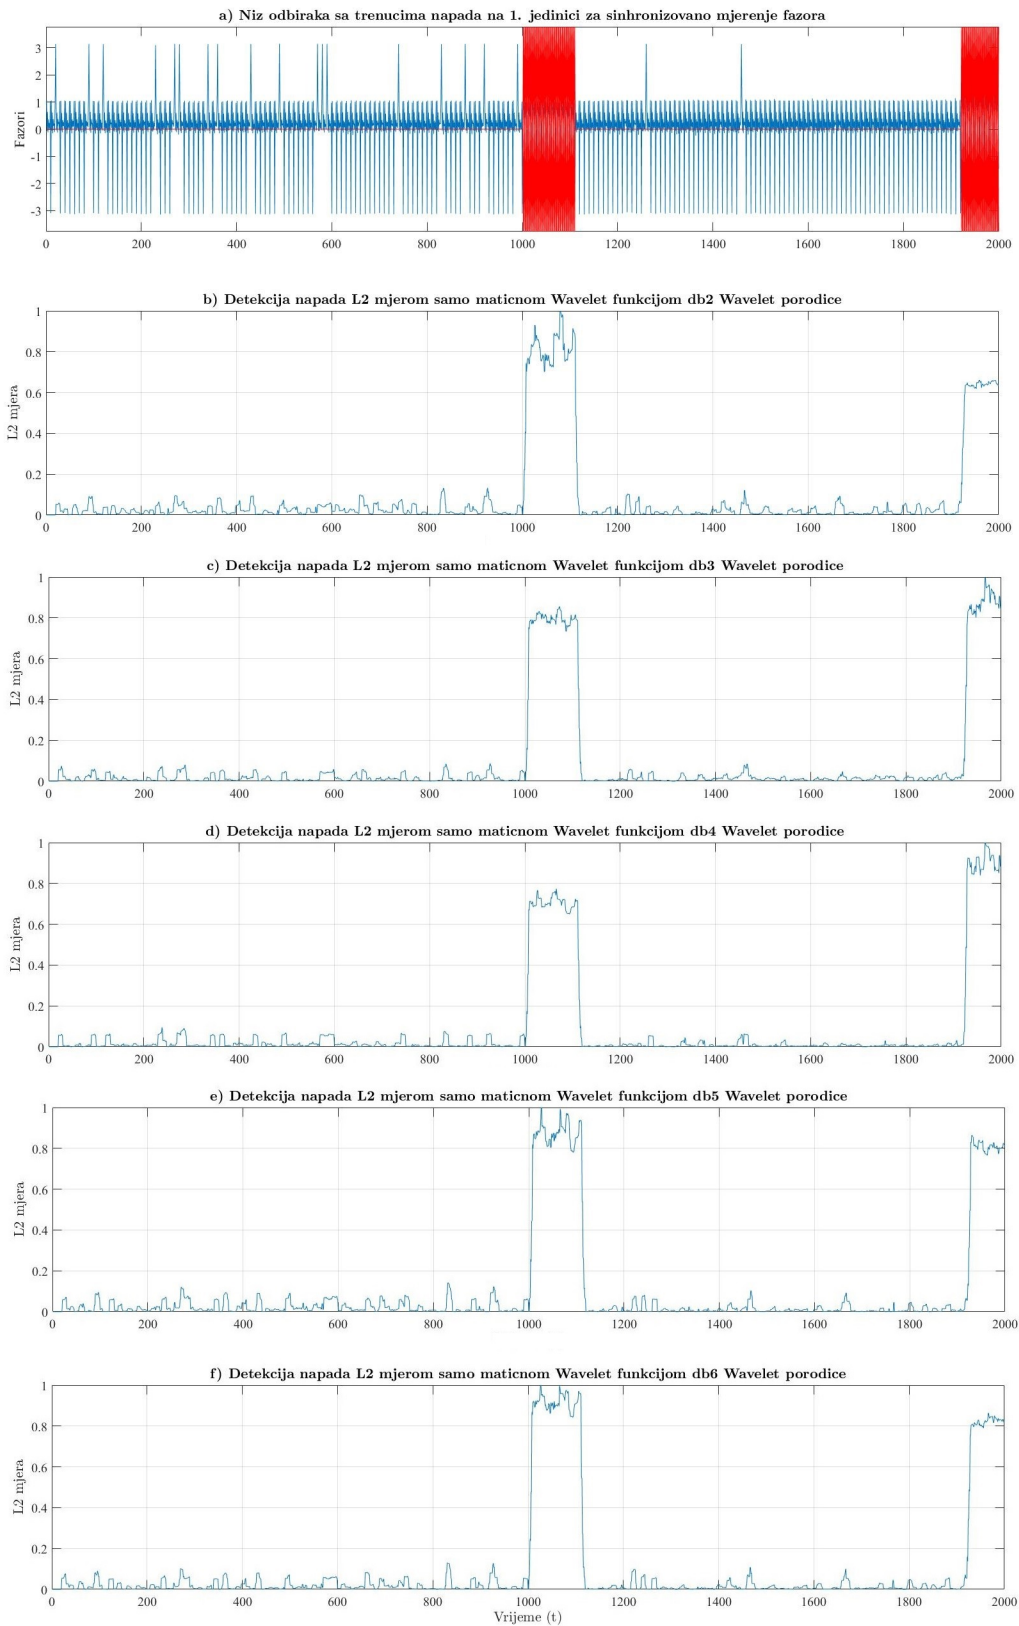 a) Niz odbiraka sa trenucima napada na 1. jedinici za sinhronizovano mjerenje fazora
Fazori
3
2
1
0
-1
-2
-3
0 200 400 600 800 1000 1200 1400 1600 1800 2000
b) Detekcija napada L2 mjerom samo maticnom Wavelet funkcijom db2 Wavelet porodice
L2 mjera
1
0.8
0.6
0.4
0.2
0
0 200 400 600 800 1000 1200 1400 1600 1800 2000
c) Detekcija napada L2 mjerom samo maticnom Wavelet funkcijom db3 Wavelet porodice
L2 mjera
1
0.8
0.6
0.4
0.2
0
0 200 400 600 800 1000 1200 1400 1600 1800 2000
d) Detekcija napada L2 mjerom samo maticnom Wavelet funkcijom db4 Wavelet porodice
L2 mjera
1
0.8
0.6
0.4
0.2
0
0 200 400 600 800 1000 1200 1400 1600 1800 2000
e) Detekcija napada L2 mjerom samo maticnom Wavelet funkcijom db5 Wavelet porodice
L2 mjera
1
0.8
0.6
0.4
0.2
0
0 200 400 600 800 1000 1200 1400 1600 1800 2000
f) Detekcija napada L2 mjerom samo maticnom Wavelet funkcijom db6 Wavelet porodice
L2 mjera
1
0.8
0.6
0.4
0.2
0
0 200 400 600 800 1000 1200 1400 1600 1800 2000
Vrijeme (t)